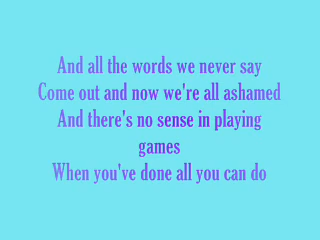 And all the words we never say
Come out and now we're all ashamed
And there's no sense in playing
games
When you've done all you can do